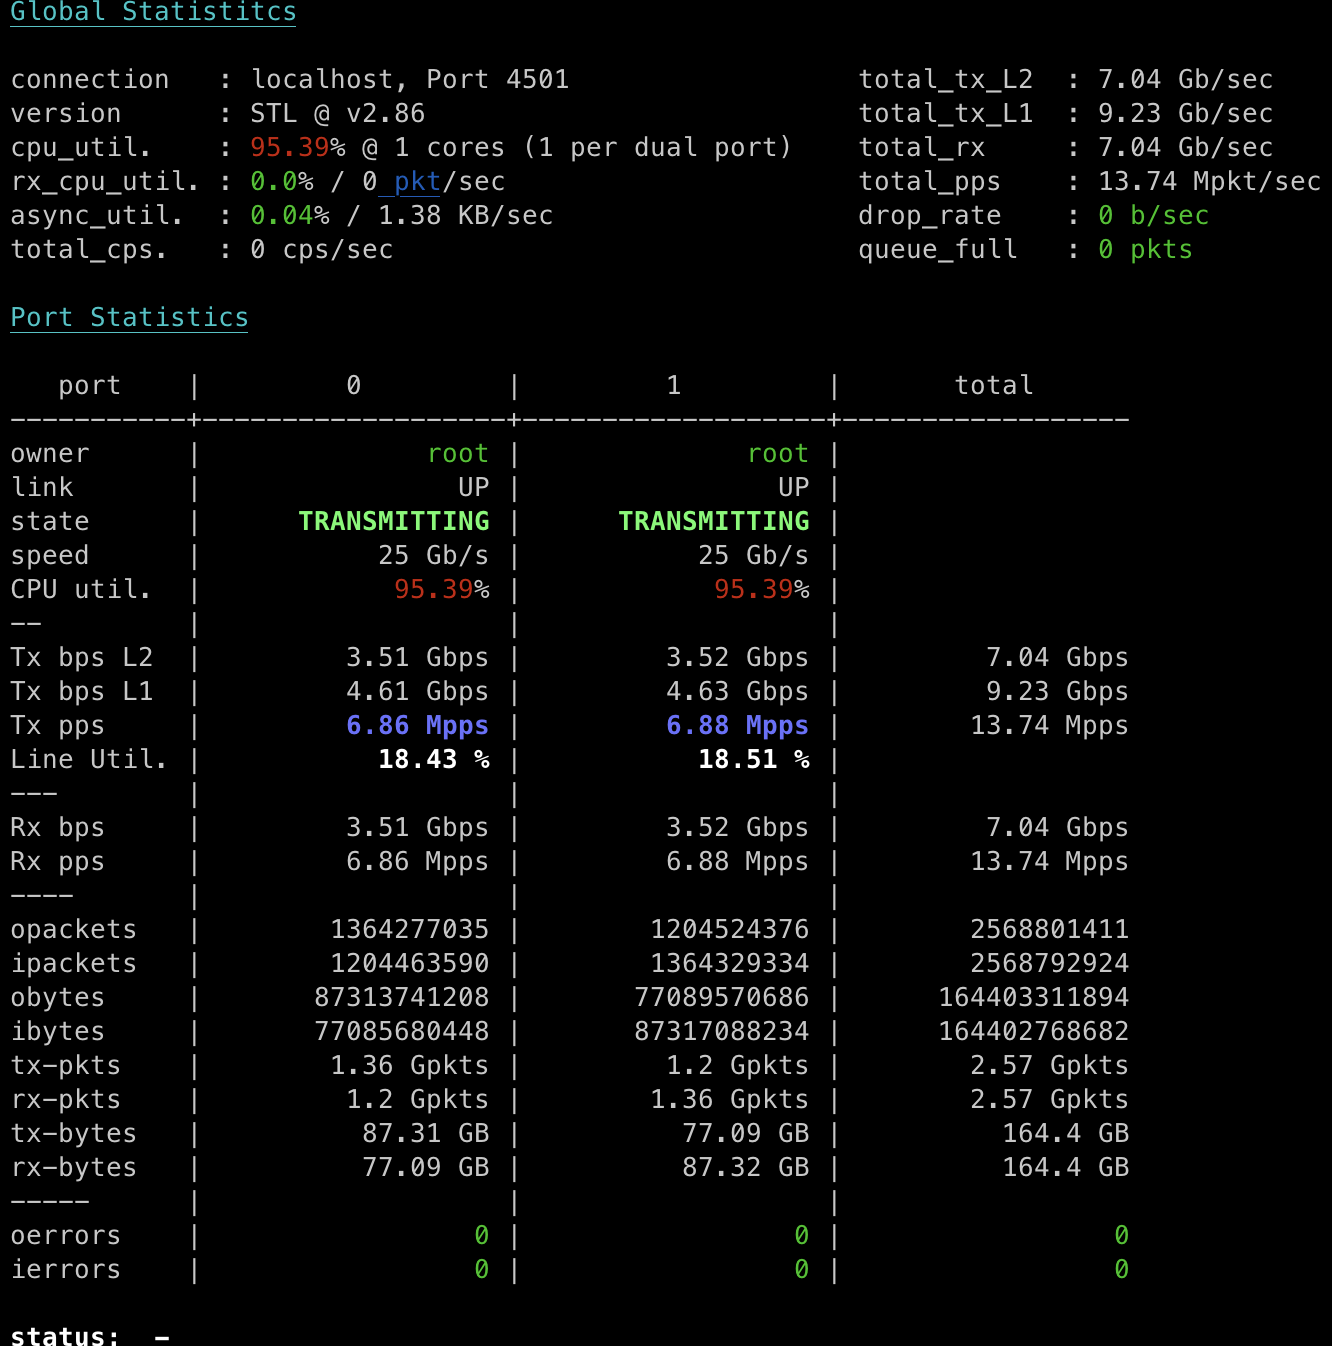 Global Statistitcs
connection   : localhost, Port 4501                  total_tx_L2  : 7.04 Gb/sec
version      : STL @ v2.86                           total_tx_L1  : 9.23 Gb/sec
cpu_util.    : 95.39% @ 1 cores (1 per dual port)    total_rx     : 7.04 Gb/sec
rx_cpu_util. : 0.0% / 0 pkt/sec                      total_pps    : 13.74 Mpkt/sec
async_util.  : 0.04% / 1.38 KB/sec                   drop_rate    : 0 b/sec
total_cps.   : 0 cps/sec                             queue_full   : 0 pkts
Port Statistics
   port    |         0         |         1         |       total
-----------+-------------------+-------------------+------------------
owner      |              root |              root |
link       |                UP |                UP |
state      |      TRANSMITTING |      TRANSMITTING |
speed      |           25 Gb/s |           25 Gb/s |
CPU util.  |            95.39% |            95.39% |
--         |                   |                   |
Tx bps L2  |         3.51 Gbps |         3.52 Gbps |         7.04 Gbps
Tx bps L1  |         4.61 Gbps |         4.63 Gbps |         9.23 Gbps
Tx pps     |         6.86 Mpps |         6.88 Mpps |        13.74 Mpps
Line Util. |           18.43 % |           18.51 % |
---        |                   |                   |
Rx bps     |         3.51 Gbps |         3.52 Gbps |         7.04 Gbps
Rx pps     |         6.86 Mpps |         6.88 Mpps |        13.74 Mpps
----       |                   |                   |
opackets   |        1364277035 |        1204524376 |        2568801411
ipackets   |        1204463590 |        1364329334 |        2568792924
obytes     |       87313741208 |       77089570686 |      164403311894
ibytes     |       77085680448 |       87317088234 |      164402768682
tx-pkts    |       1.36 Gpkts |        1.2 Gpkts |        2.57 Gpkts
rx-pkts    |        1.2 Gpkts |       1.36 Gpkts |        2.57 Gpkts
tx-bytes   |          87.31 GB |          77.09 GB |          164.4 GB
rx-bytes   |          77.09 GB |          87.32 GB |          164.4 GB
-----      |                   |                   |
oerrors    |                 0 |                 0 |                 0
ierrors    |                 0 |                 0 |                 0
status:  -